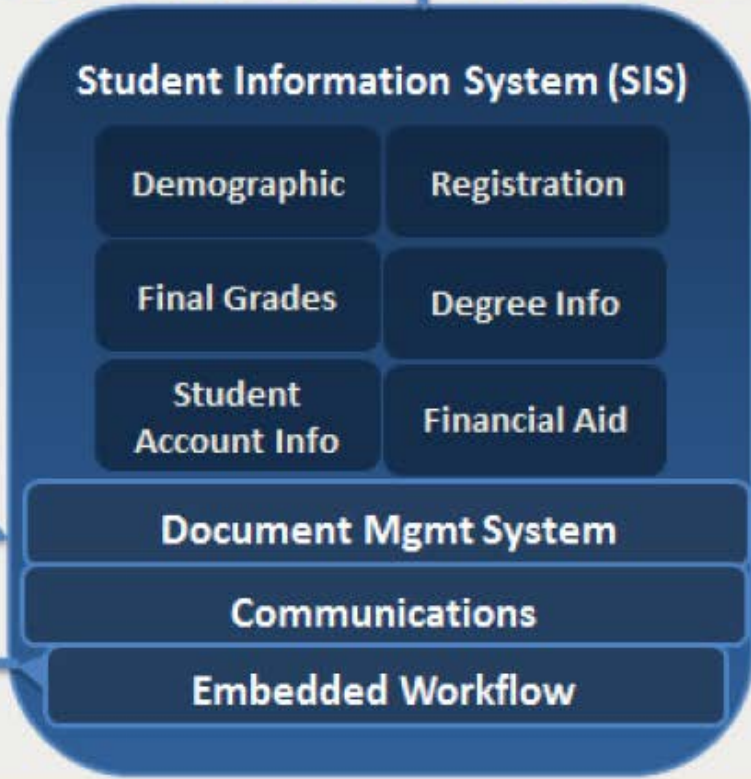 Student Information System (SIS)
Demographic
Registration
Final Grades
Degree Info
Student
Account Info
Financial Aid
Document Mgmt System
Communications
Embedded Workflow